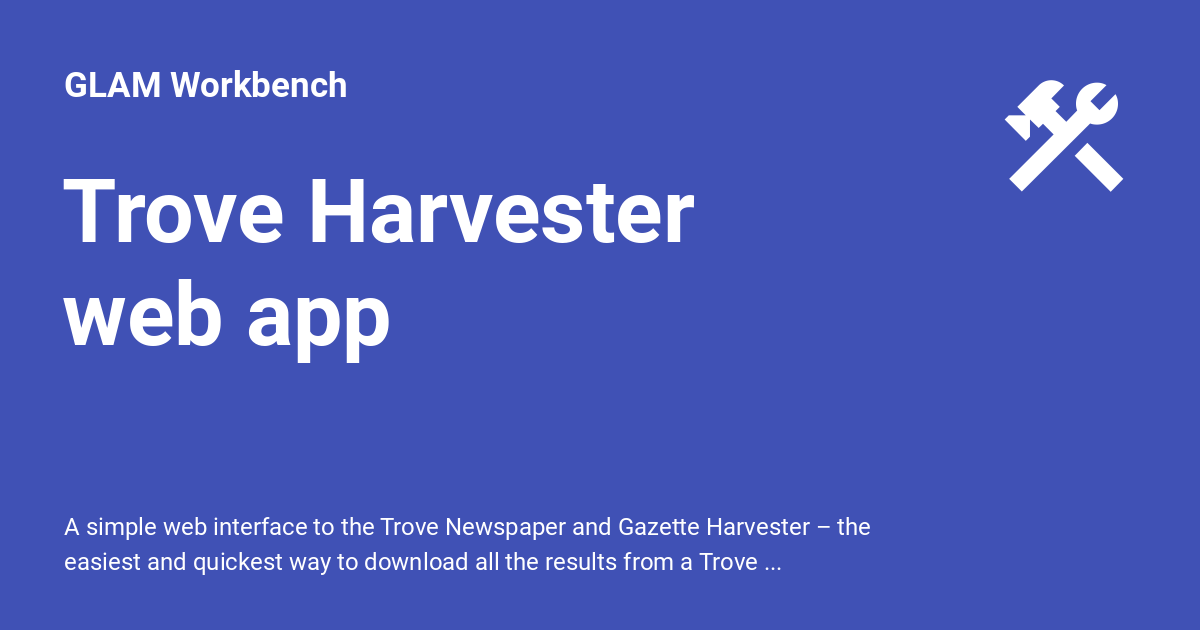 GLAM Workbench
Trove Harvester
web app
A simple web interface to the Trove Newspaper and Gazette Harvester – the
easiest and quickest way to download all the results from a Trove ...